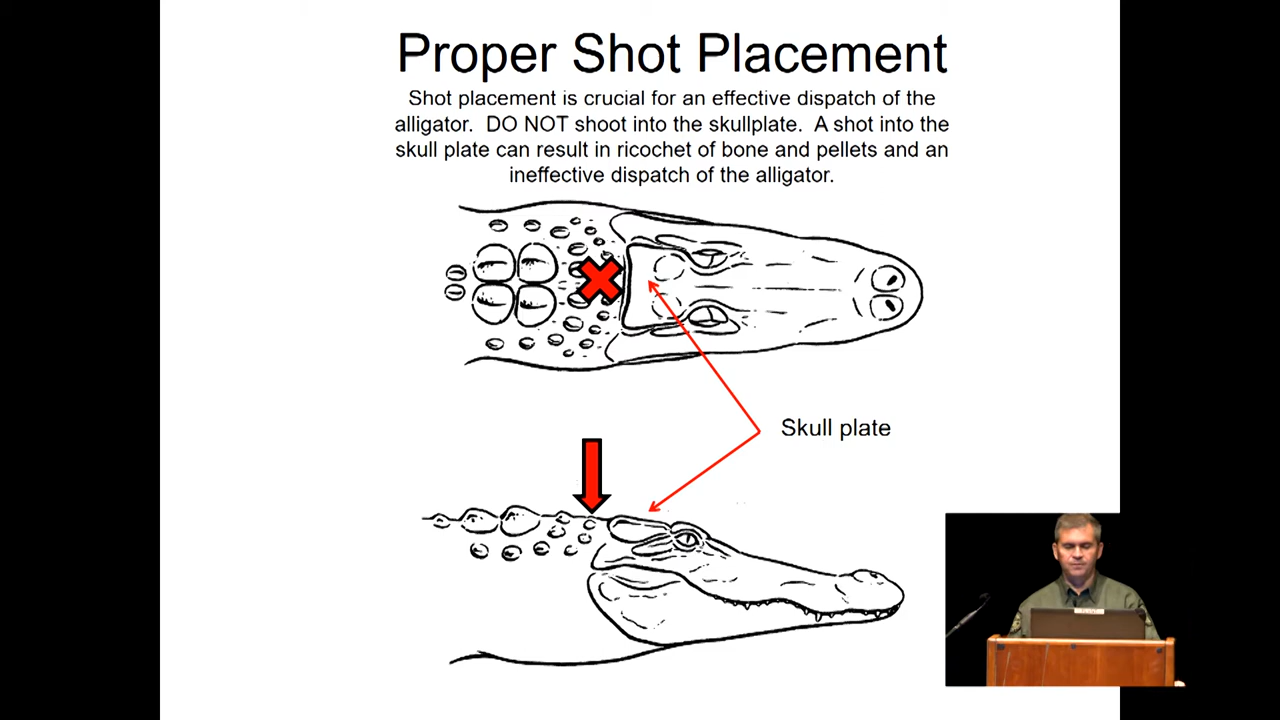 Proper Shot Placement
Shot placement is crucial for an effective dispatch of the
alligator.  DO NOT shoot into the skullplate.  A shot into the
skull plate can result in ricochet of bone and pellets and an
ineffective dispatch of the alligator.
Skull plate